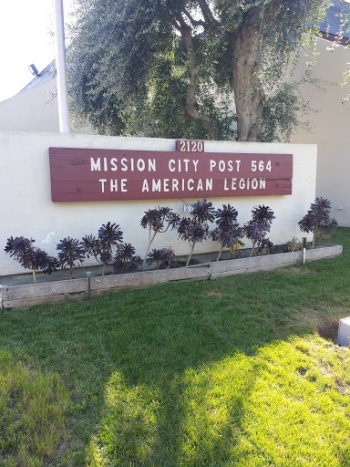 2120
MISSION CITY POST 564
THE AMERICAN LEGION